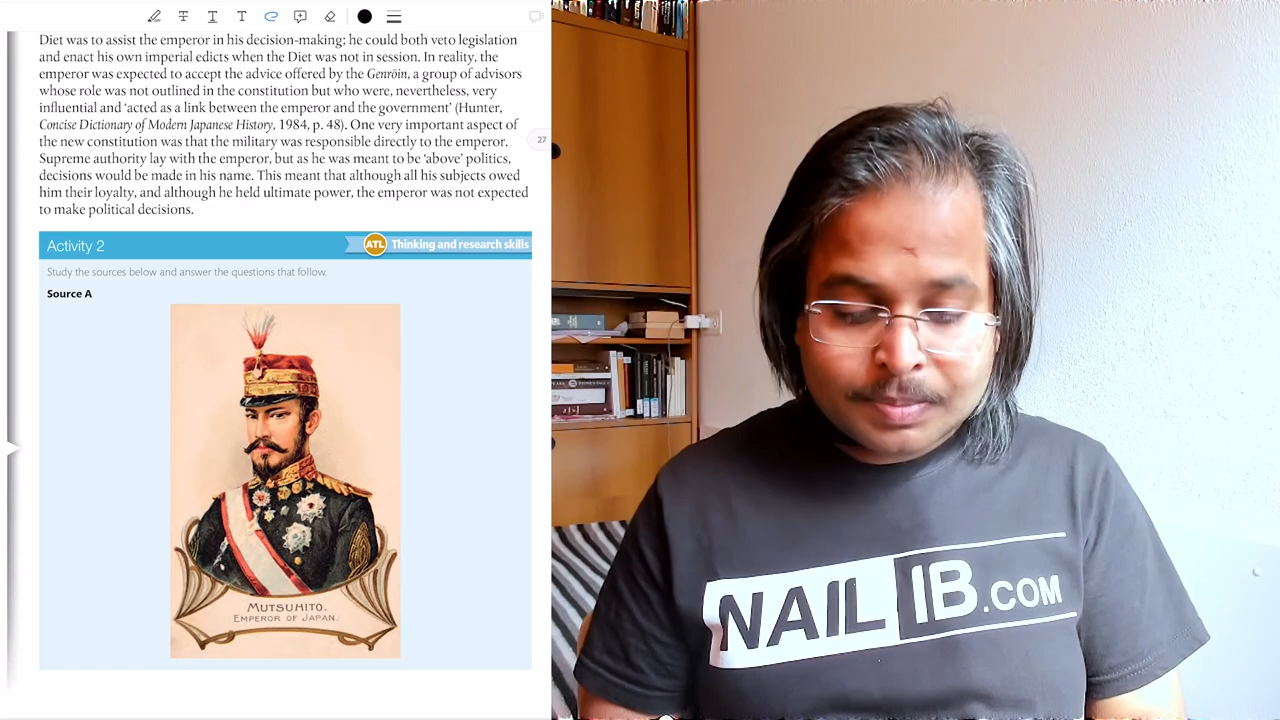 Diet was to assist the emperor in his decision-making; he could both veto legislation
and enact his own imperial edicts when the Diet was not in session. In reality, the
emperor was expected to accept the advice offered by the Genrōin, a group of advisors
whose role was not outlined in the constitution but who were, nevertheless, very
influential and ‘acted as a link between the emperor and the government’ (Hunter,
Concise Dictionary of Modern Japanese History, 1984, p. 48). One very important aspect of
the new constitution was that the military was responsible directly to the emperor.
Supreme authority lay with the emperor, but as he was meant to be ‘above’ politics,
decisions would be made in his name. This meant that although all his subjects owed
him their loyalty, and although he held ultimate power, the emperor was not expected
to make political decisions.
27
Activity 2
ATL Thinking and research skills
Study the sources below and answer the questions that follow.
Source A
MUTSUHITO.
EMPEROR OF JAPAN.
NAIL IB.COM